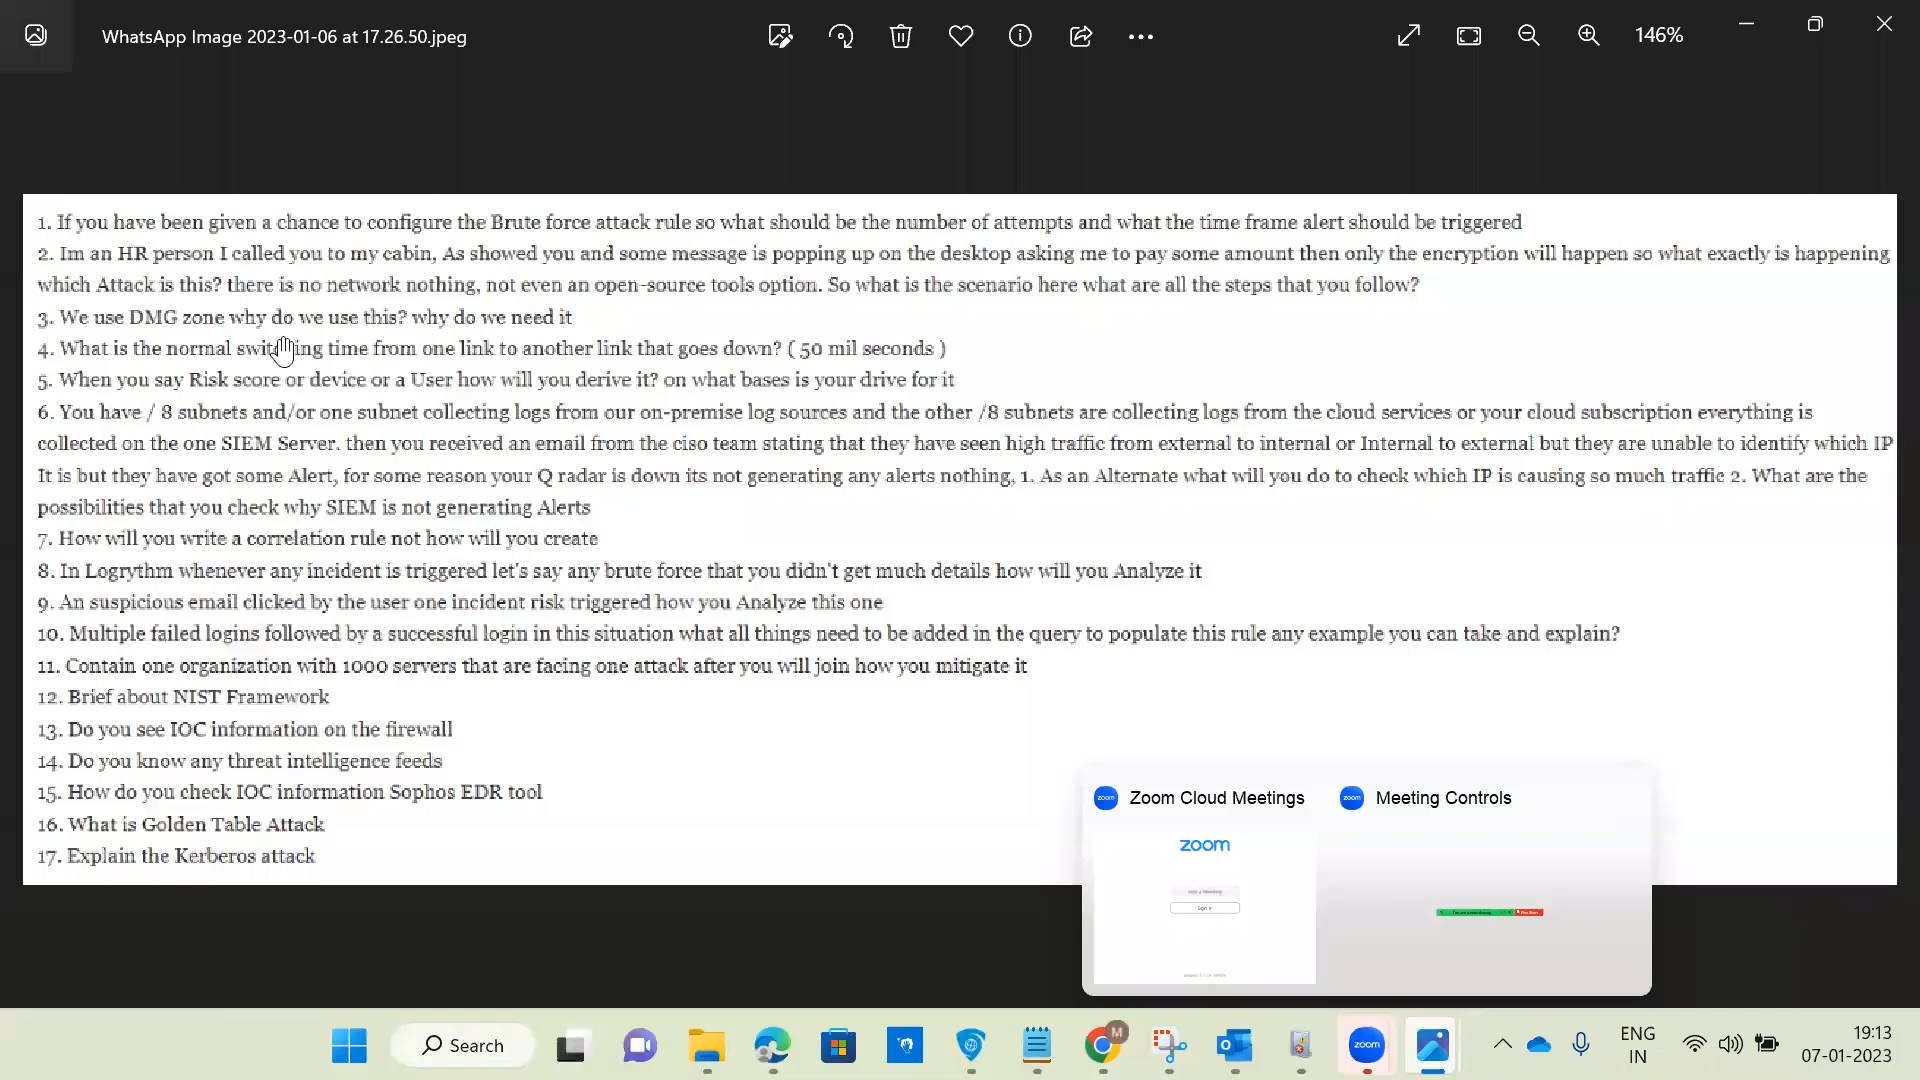 WhatsApp Image 2023-01-06 at 17.26.50.jpeg
146%
1. If you have been given a chance to configure the Brute force attack rule so what should be the number of attempts and what the time frame alert should be triggered
2. Im an HR person I called you to my cabin, As showed you and some message is popping up on the desktop asking me to pay some amount then only the encryption will happen so what exactly is happening
which Attack is this? there is no network nothing, not even an open-source tools option. So what is the scenario here what are all the steps that you follow?
3. We use DMG zone why do we use this? why do we need it
4. What is the normal switching time from one link to another link that goes down? ( 50 mil seconds )
5. When you say Risk score or device or a User how will you derive it? on what bases is your drive for it
6. You have / 8 subnets and/or one subnet collecting logs from our on-premise log sources and the other /8 subnets are collecting logs from the cloud services or your cloud subscription everything is
collected on the one SIEM Server. then you received an email from the ciso team stating that they have seen high traffic from external to internal or Internal to external but they are unable to identify which IP
It is but they have got some Alert, for some reason your Q radar is down its not generating any alerts nothing, 1. As an Alternate what will you do to check which IP is causing so much traffic 2. What are the
possibilities that you check why SIEM is not generating Alerts
7. How will you write a correlation rule not how will you create
8. In Logrythm whenever any incident is triggered let's say any brute force that you didn't get much details how will you Analyze it
9. An suspicious email clicked by the user one incident risk triggered how you Analyze this one
10. Multiple failed logins followed by a successful login in this situation what all things need to be added in the query to populate this rule any example you can take and explain?
11. Contain one organization with 1000 servers that are facing one attack after you will join how you mitigate it
12. Brief about NIST Framework
13. Do you see IOC information on the firewall
14. Do you know any threat intelligence feeds
15. How do you check IOC information Sophos EDR tool
16. What is Golden Table Attack
17. Explain the Kerberos attack
zoom Zoom Cloud Meetings
zoom Meeting Controls
zoom
Sign In
Search
M
zoom
ENG
IN
19:13
07-01-2023